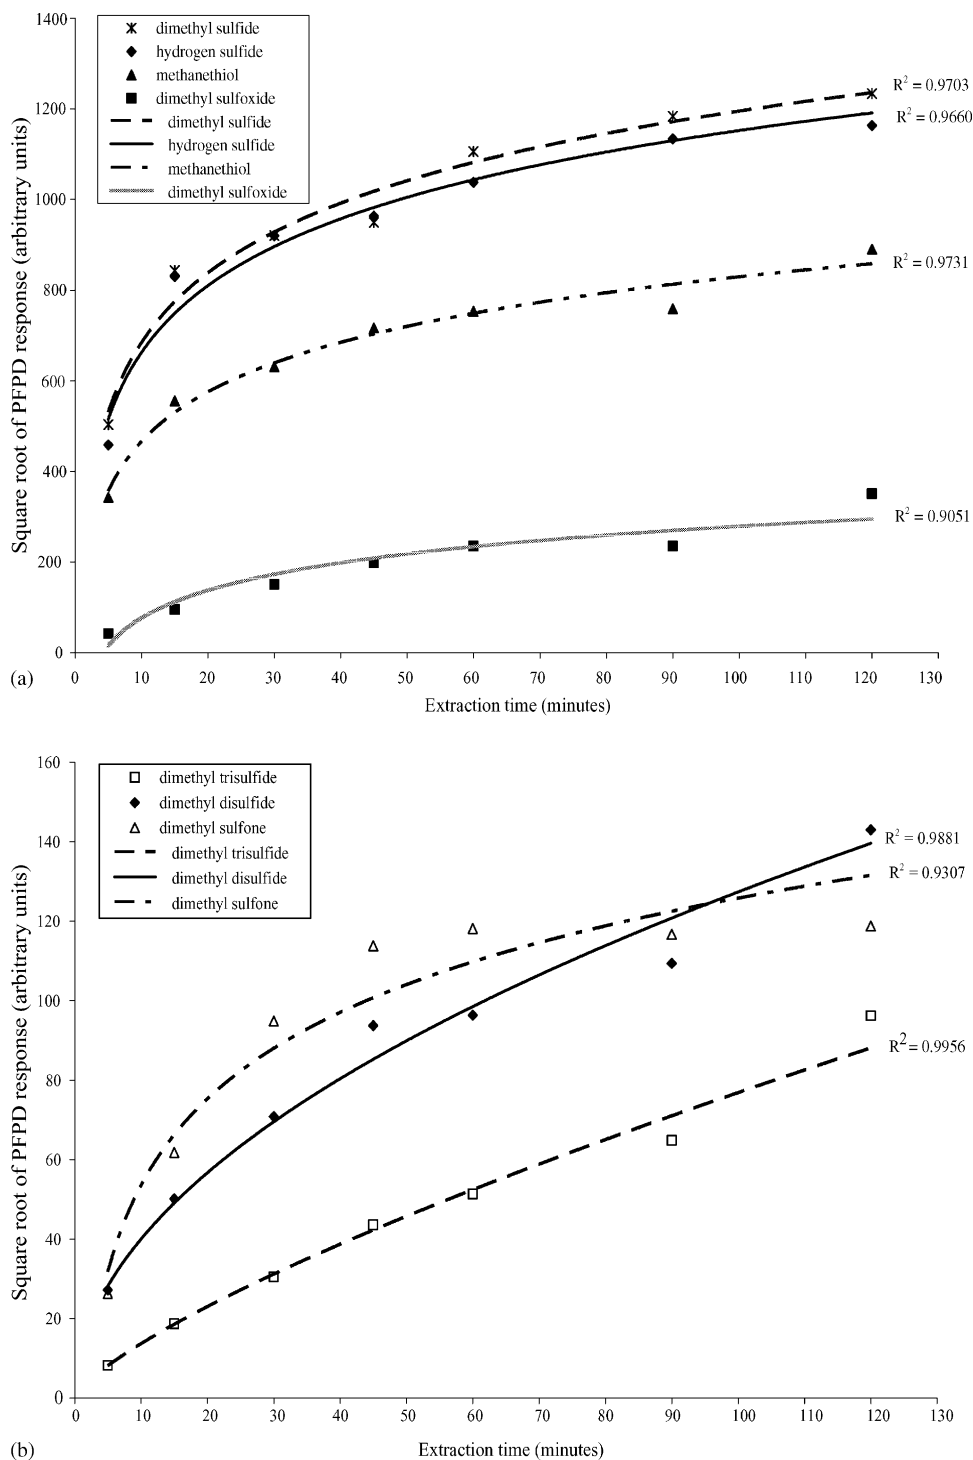 1400
1200
1000
800
600
400
200
0
Square root of PFPD response (arbitrary units)
dimethyl sulfide
hydrogen sulfide
methanethiol
dimethyl sulfoxide
dimethyl sulfide
hydrogen sulfide
methanethiol
dimethyl sulfoxide
R² = 0.9703
R² = 0.9660
R² = 0.9731
R² = 0.9051
0 10 20 30 40 50 60 70 80 90 100 110 120 130
(a)
Extraction time (minutes)
160
140
120
100
80
60
40
20
0
Square root of PFPD response (arbitrary units)
dimethyl trisulfide
dimethyl disulfide
dimethyl sulfone
dimethyl trisulfide
dimethyl disulfide
dimethyl sulfone
R² = 0.9881
R² = 0.9307
R² = 0.9956
0 10 20 30 40 50 60 70 80 90 100 110 120 130
(b)
Extraction time (minutes)